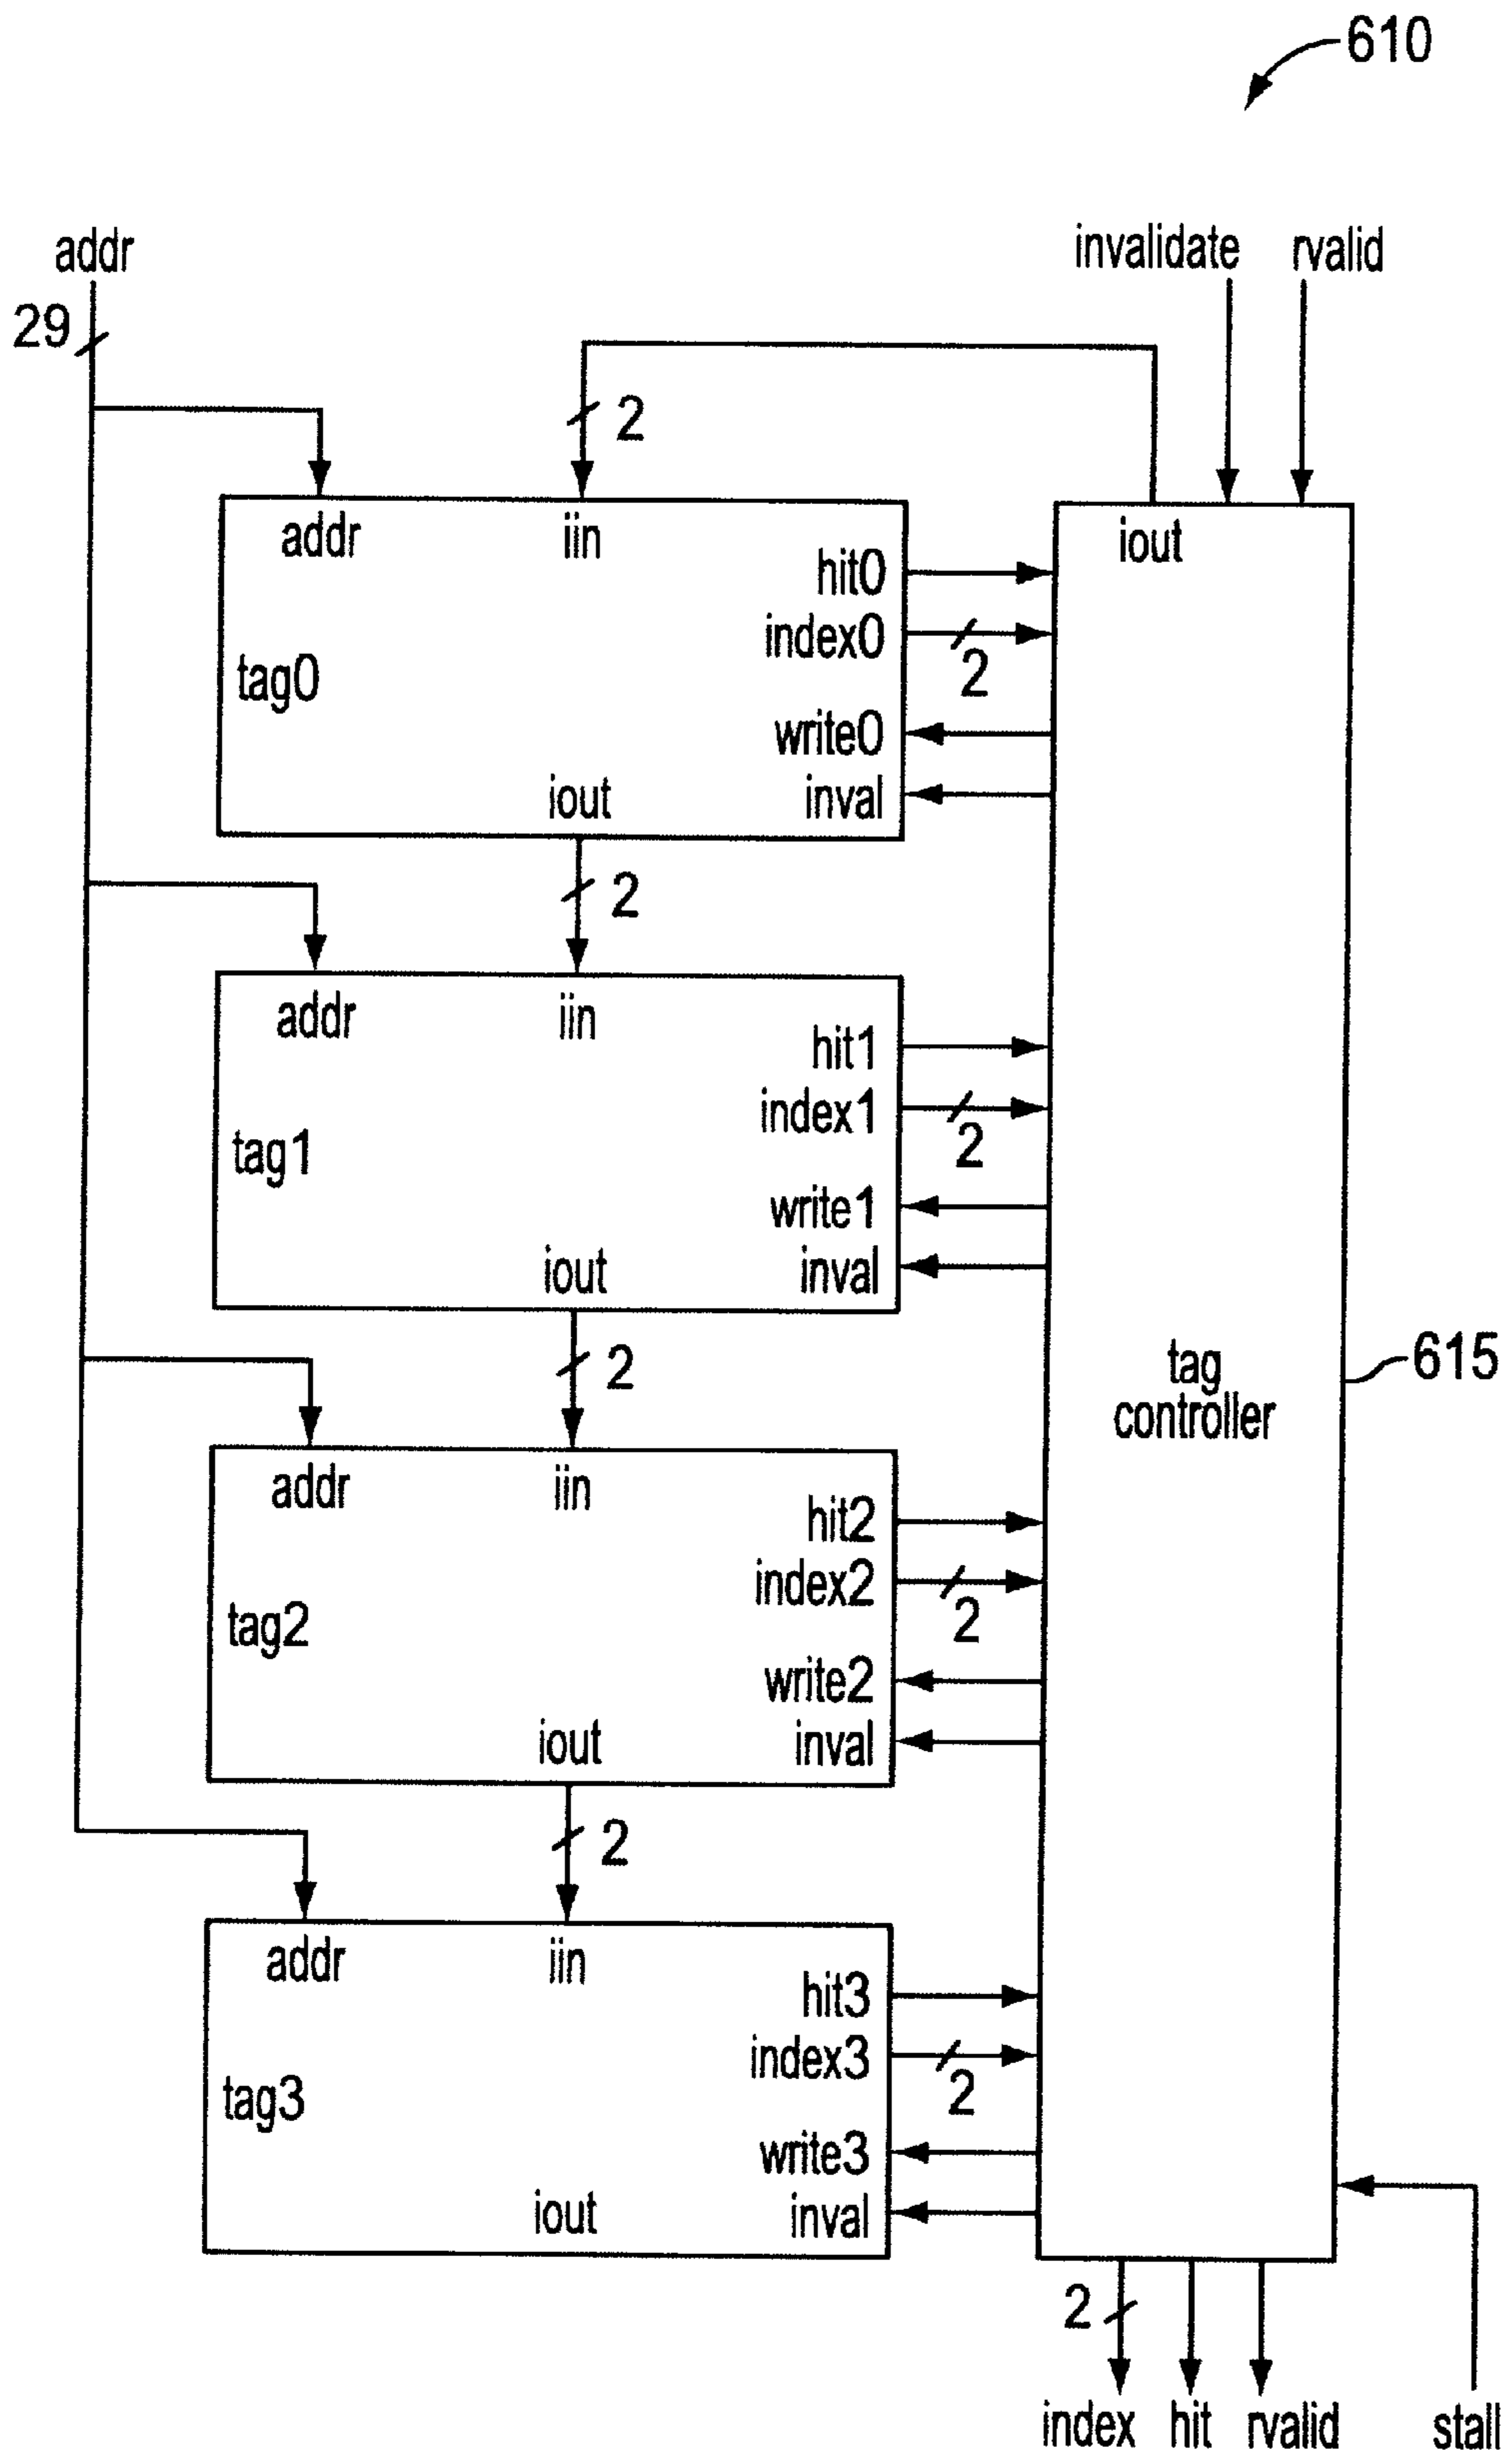 610
addr
invalidate
rvalid
29
2
addr
iin
iout
hit0
index0
2
tag0
write0
iout
inval
2
addr
iin
hit1
index1
2
tag1
write1
iout
inval
2
tag
controller
615
addr
iin
hit2
index2
2
tag2
write2
iout
inval
2
addr
iin
hit3
index3
2
tag3
write3
iout
inval
2
index
hit
rvalid
stall